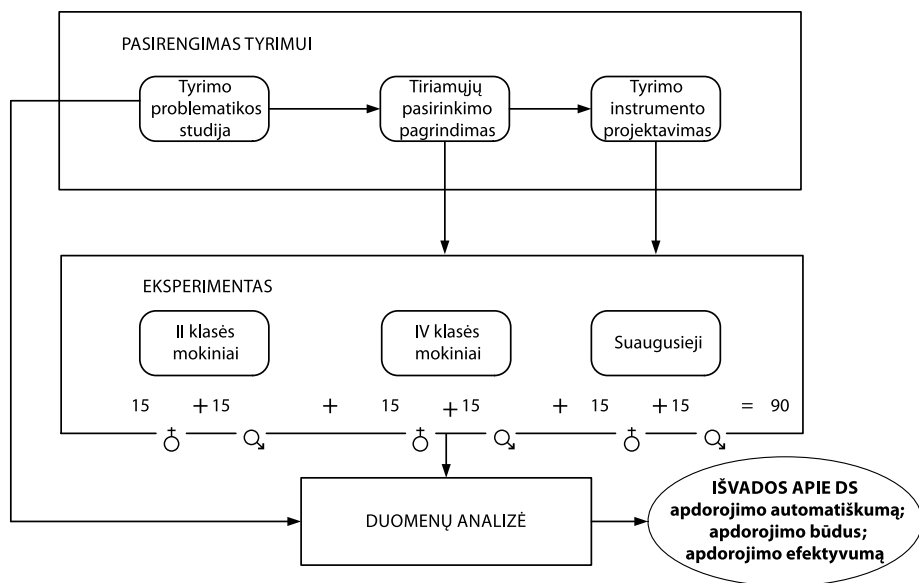 PASIRENGIMAS TYRIMUI
Tyrimo
problematikos
studija
Tiriamųjų
pasirinkimo
pagrindimas
Tyrimo
instrumento
projektavimas
EKSPERIMENTAS
II klasės
mokiniai
IV klasės
mokiniai
Suaugusieji
15 + 15 + 15 + 15 + 15 + 15 = 90
DUOMENŲ ANALIZĖ
IŠVADOS APIE DS
apdorojimo automatiškumą;
apdorojimo būdus;
apdorojimo efektyvumą